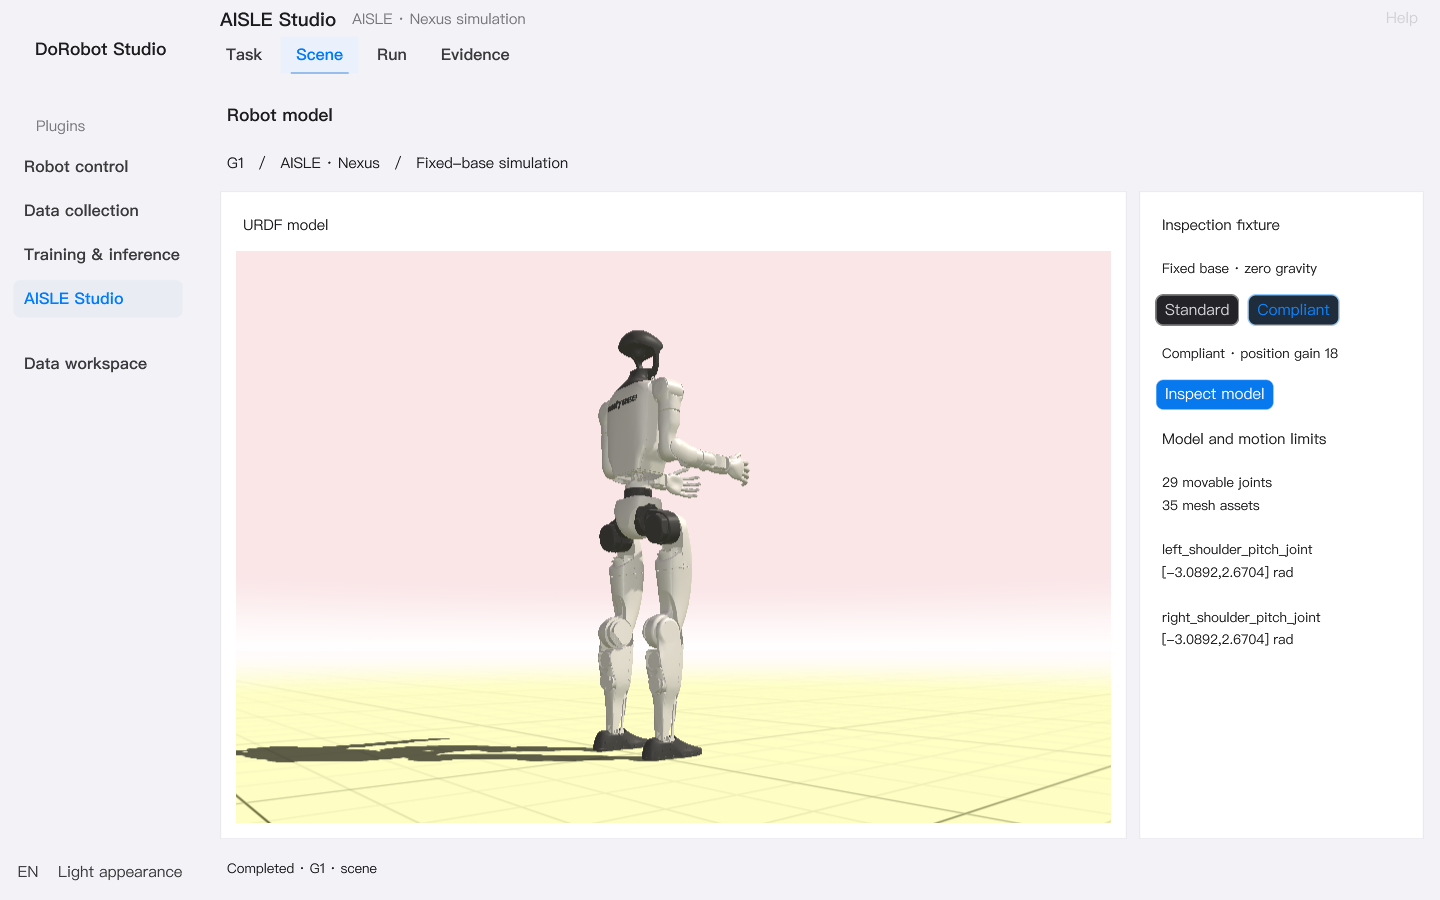 AISLE Studio AISLE · Nexus simulation
Help
DoRobot Studio
Task Scene Run Evidence
Plugins
Robot control
Data collection
Training & inference
AISLE Studio
Data workspace
EN Light appearance
Robot model
G1 / AISLE · Nexus / Fixed-base simulation
URDF model
Inspection fixture
Fixed base · zero gravity
Standard Compliant
Compliant · position gain 18
Inspect model
Model and motion limits
29 movable joints
35 mesh assets
left_shoulder_pitch_joint
[-3.0892,2.6704] rad
right_shoulder_pitch_joint
[-3.0892,2.6704] rad
Completed · G1 · scene